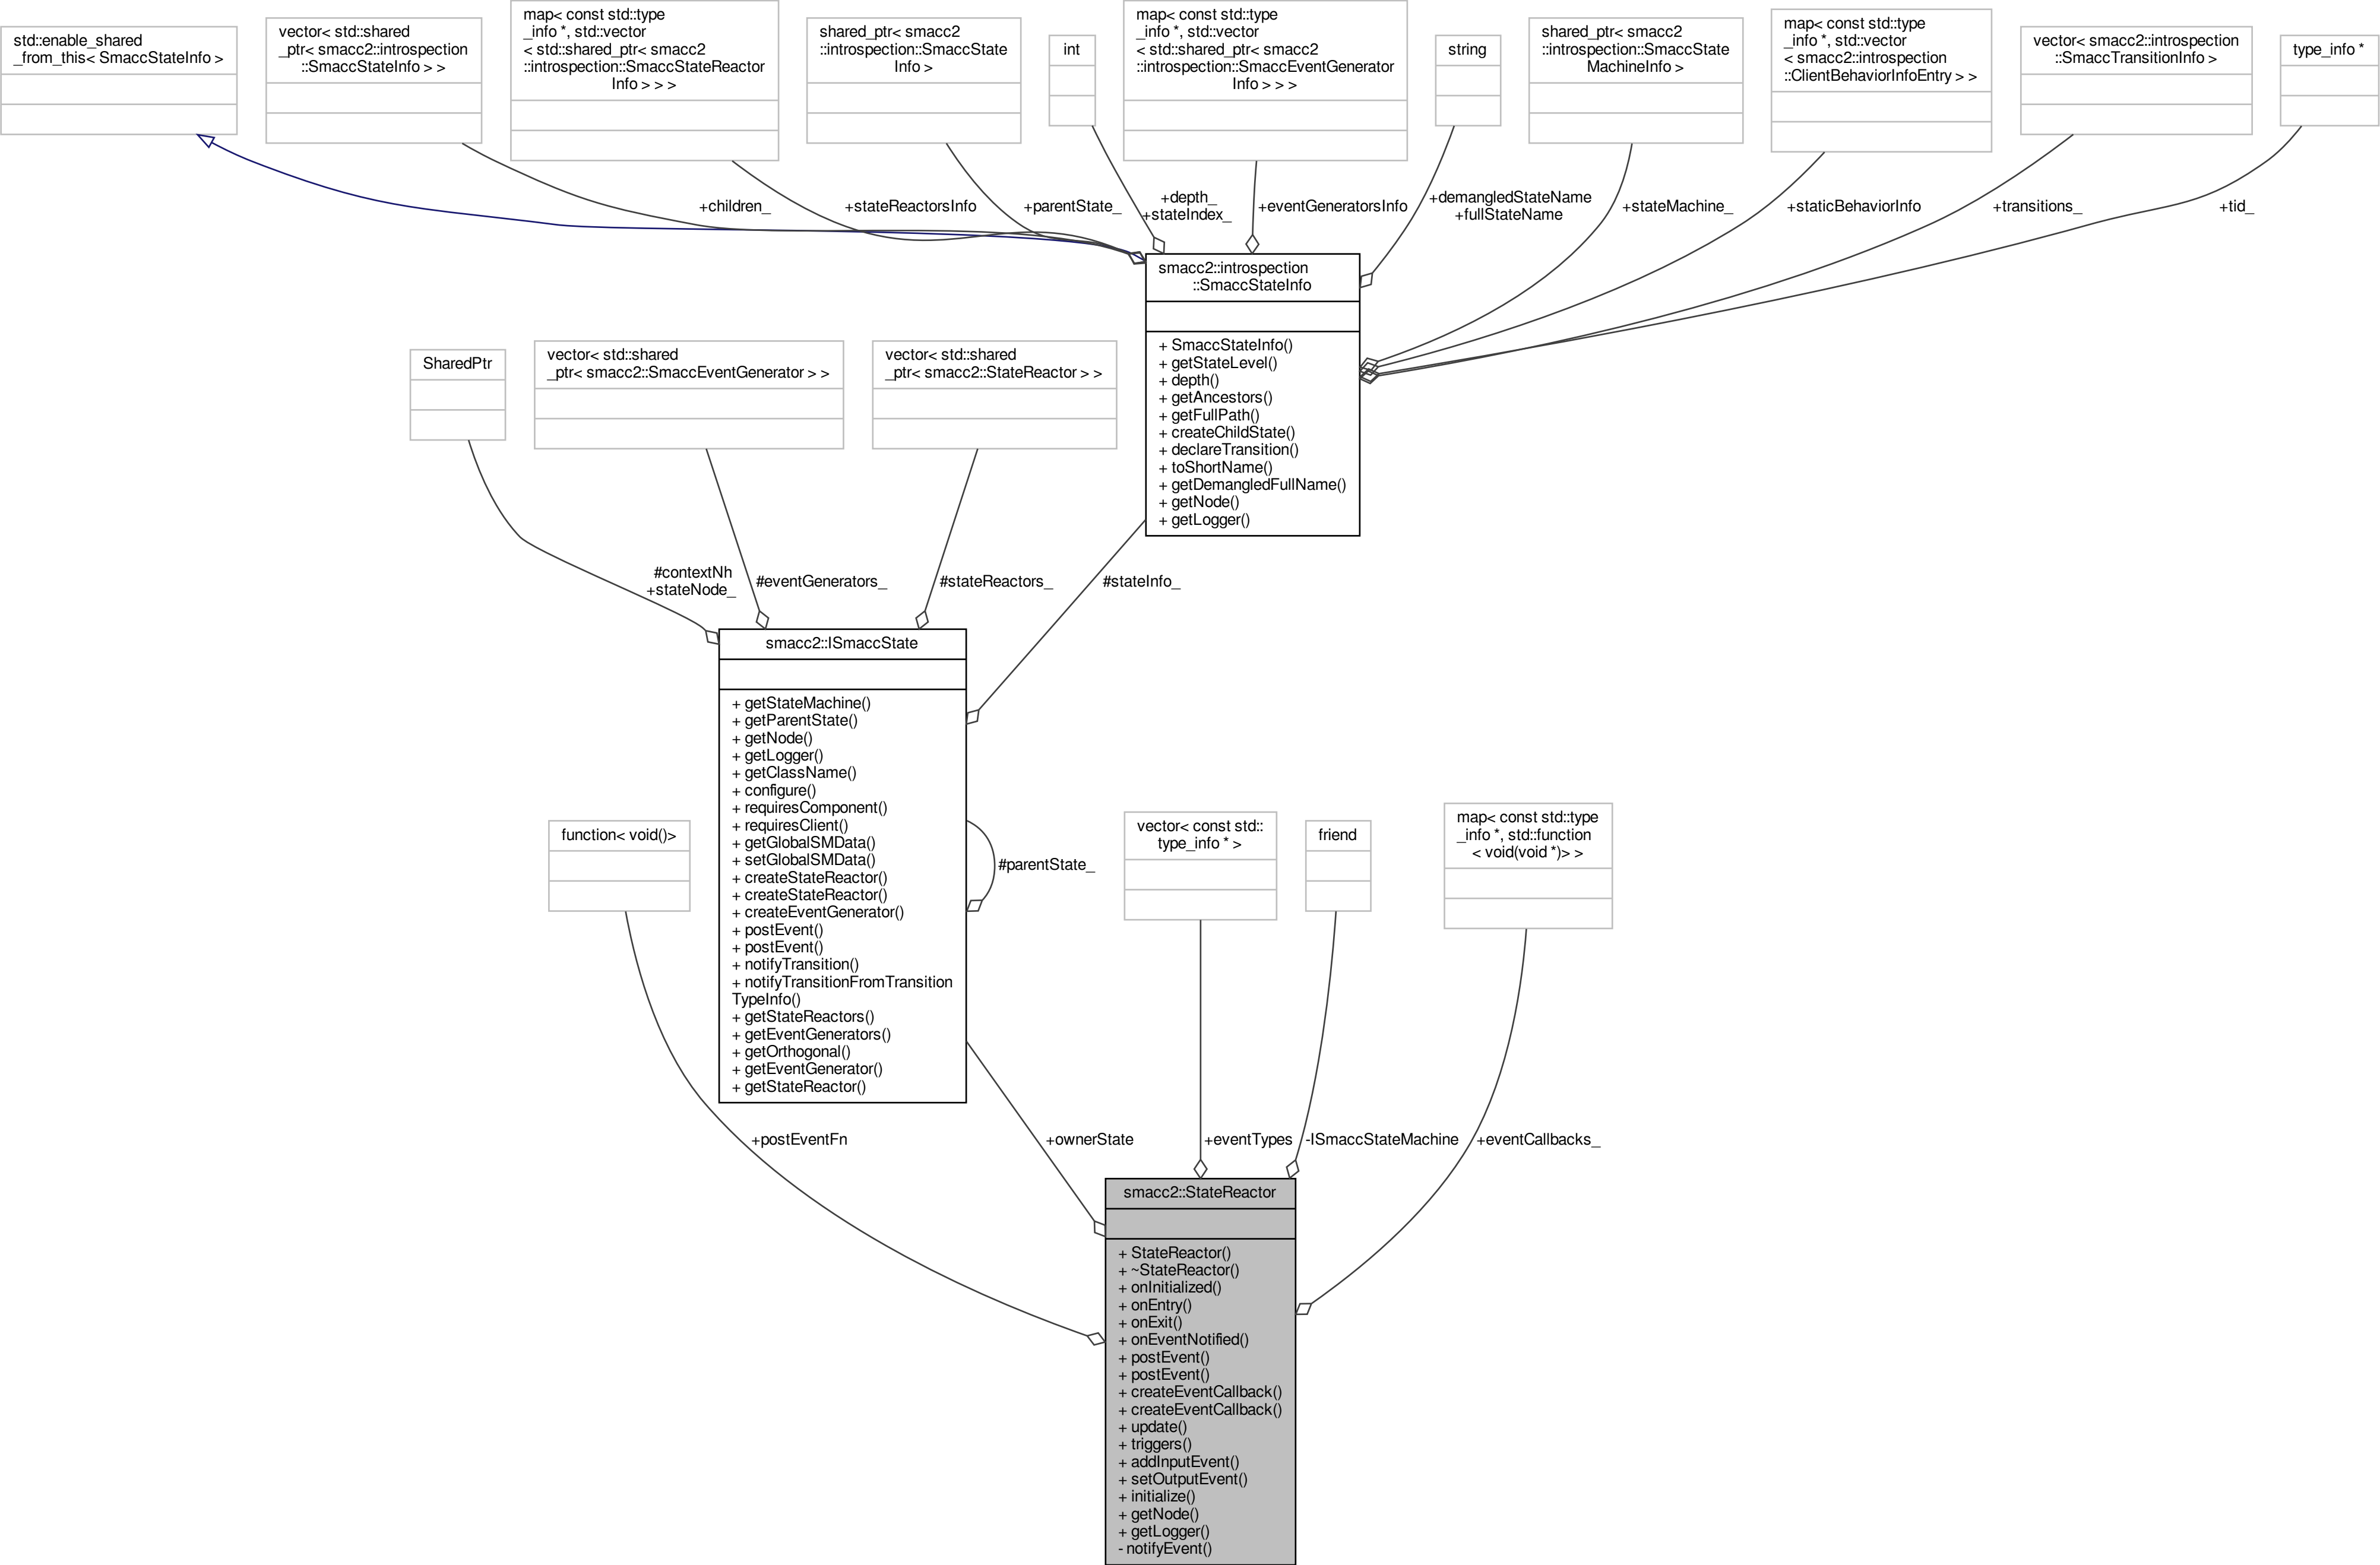 std::enable_shared
_from_this< SmaccStateInfo >
vector< std::shared
_ptr< smacc2::introspection
::SmaccStateInfo > >
map< const std::type
_info *, std::vector
< std::shared_ptr< smacc2
::introspection::SmaccStateReactor
Info > > >
shared_ptr< smacc2
::introspection::SmaccState
Info >
int
map< const std::type
_info *, std::vector
< std::shared_ptr< smacc2
::introspection::SmaccEventGenerator
Info > > >
string
shared_ptr< smacc2
::introspection::SmaccState
MachineInfo >
map< const std::type
_info *, std::vector
< smacc2::introspection
::ClientBehaviorInfoEntry > >
vector< smacc2::introspection
::SmaccTransitionInfo >
type_info *
+children_
+stateReactorsInfo
+parentState_
+depth_
+stateIndex_
+eventGeneratorsInfo
+demangledStateName
+fullStateName
+stateMachine_
+staticBehaviorInfo
+transitions_
+tid_
smacc2::introspection
::SmaccStateInfo
+ SmaccStateInfo()
+ getStateLevel()
+ depth()
+ getAncestors()
+ getFullPath()
+ createChildState()
+ declareTransition()
+ toShortName()
+ getDemangledFullName()
+ getNode()
+ getLogger()
SharedPtr
vector< std::shared
_ptr< smacc2::SmaccEventGenerator > >
vector< std::shared
_ptr< smacc2::StateReactor > >
#contextNh
+stateNode_
#eventGenerators_
#stateReactors_
#stateInfo_
smacc2::ISmaccState
+ getStateMachine()
+ getParentState()
+ getNode()
+ getLogger()
+ getClassName()
+ configure()
+ requiresComponent()
+ requiresClient()
+ getGlobalSMData()
+ setGlobalSMData()
+ createStateReactor()
+ createStateReactor()
+ createEventGenerator()
+ postEvent()
+ postEvent()
+ notifyTransition()
+ notifyTransitionFromTransition
TypeInfo()
+ getStateReactors()
+ getEventGenerators()
+ getOrthogonal()
+ getEventGenerator()
+ getStateReactor()
#parentState_
function< void()>
vector< const std::
type_info * >
friend
map< const std::type
_info *, std::function
< void(void *)> >
+postEventFn
+ownerState
+eventTypes
-ISmaccStateMachine
+eventCallbacks_
smacc2::StateReactor
+ StateReactor()
+ ~StateReactor()
+ onInitialized()
+ onEntry()
+ onExit()
+ onEventNotified()
+ postEvent()
+ postEvent()
+ createEventCallback()
+ createEventCallback()
+ update()
+ triggers()
+ addInputEvent()
+ setOutputEvent()
+ initialize()
+ getNode()
+ getLogger()
- notifyEvent()